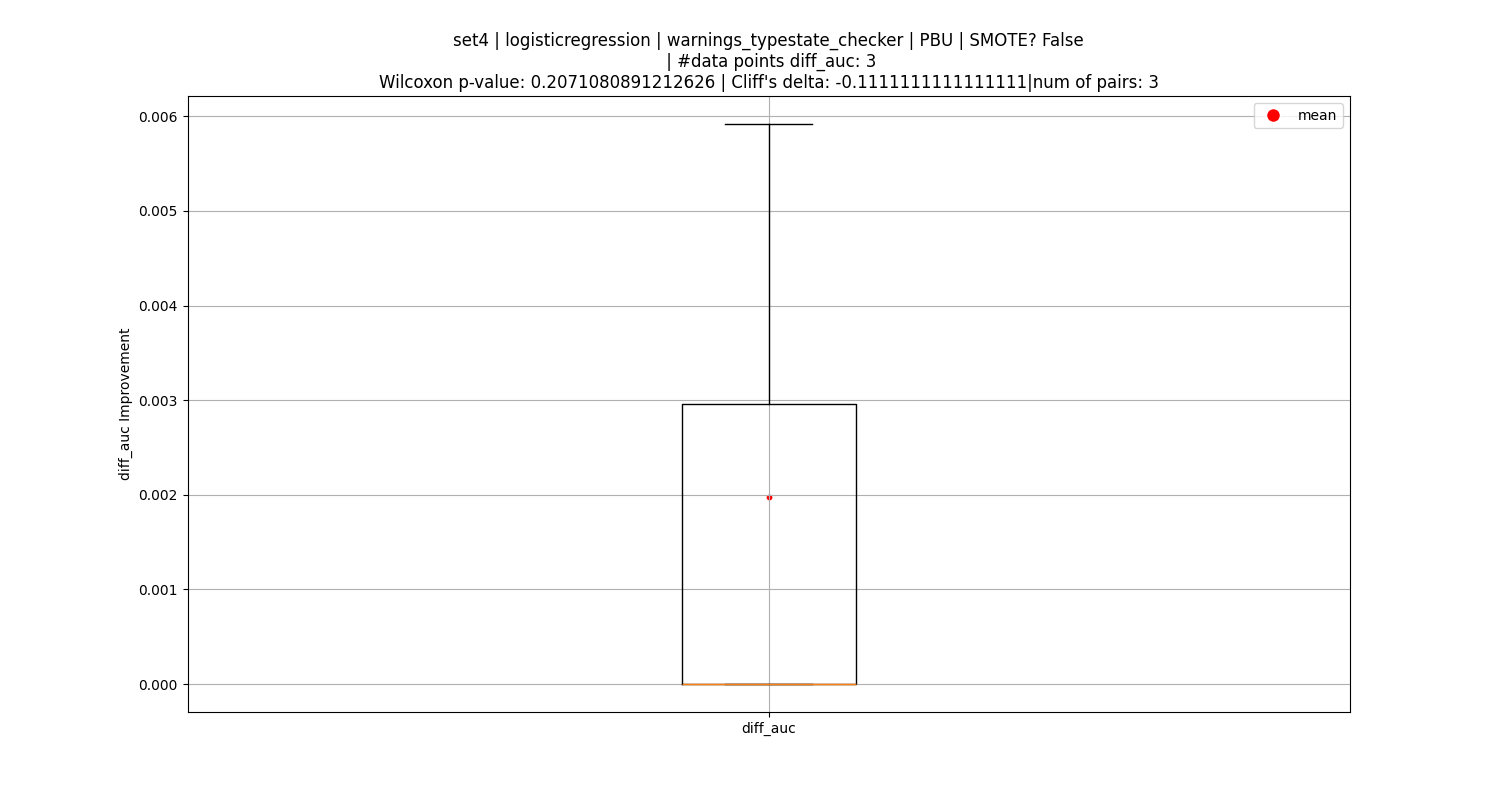 set4 | logisticregression | warnings_typestate_checker | PBU | SMOTE? False
| #data points diff_auc: 3
Wilcoxon p-value: 0.2071080891212626 | Cliff's delta: -0.1111111111111111|num of pairs: 3
mean
0.006
0.005
0.004
0.003
0.002
0.001
0.000
diff_auc Improvement
diff_auc